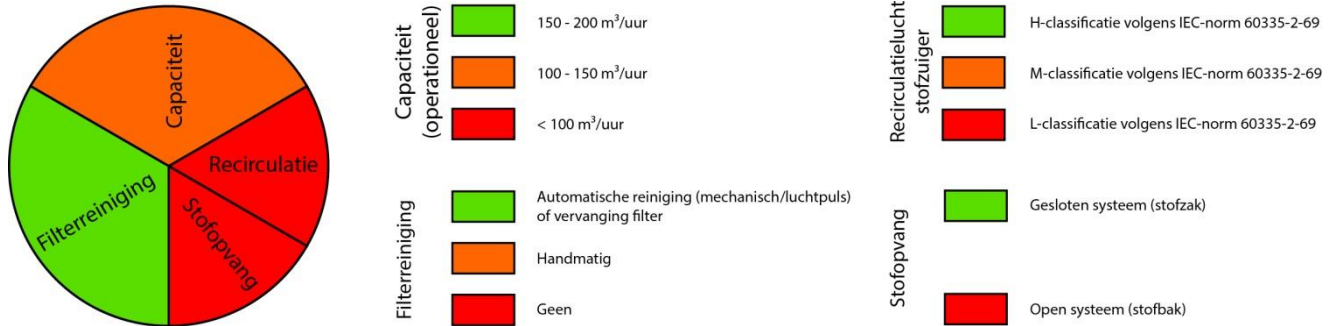 Capaciteit
Recirculatie
Stofopvang
Filterreiniging
Capaciteit
(operationeel)
150 - 200 m³/uur
100 - 150 m³/uur
< 100 m³/uur
Filterreiniging
Automatische reiniging (mechanisch/luchtpuls)
of vervanging filter
Handmatig
Geen
Recirculatielucht
stofzuiger
H-classificatie volgens IEC-norm 60335-2-69
M-classificatie volgens IEC-norm 60335-2-69
L-classificatie volgens IEC-norm 60335-2-69
Stofopvang
Gesloten systeem (stofzak)
Open systeem (stofbak)